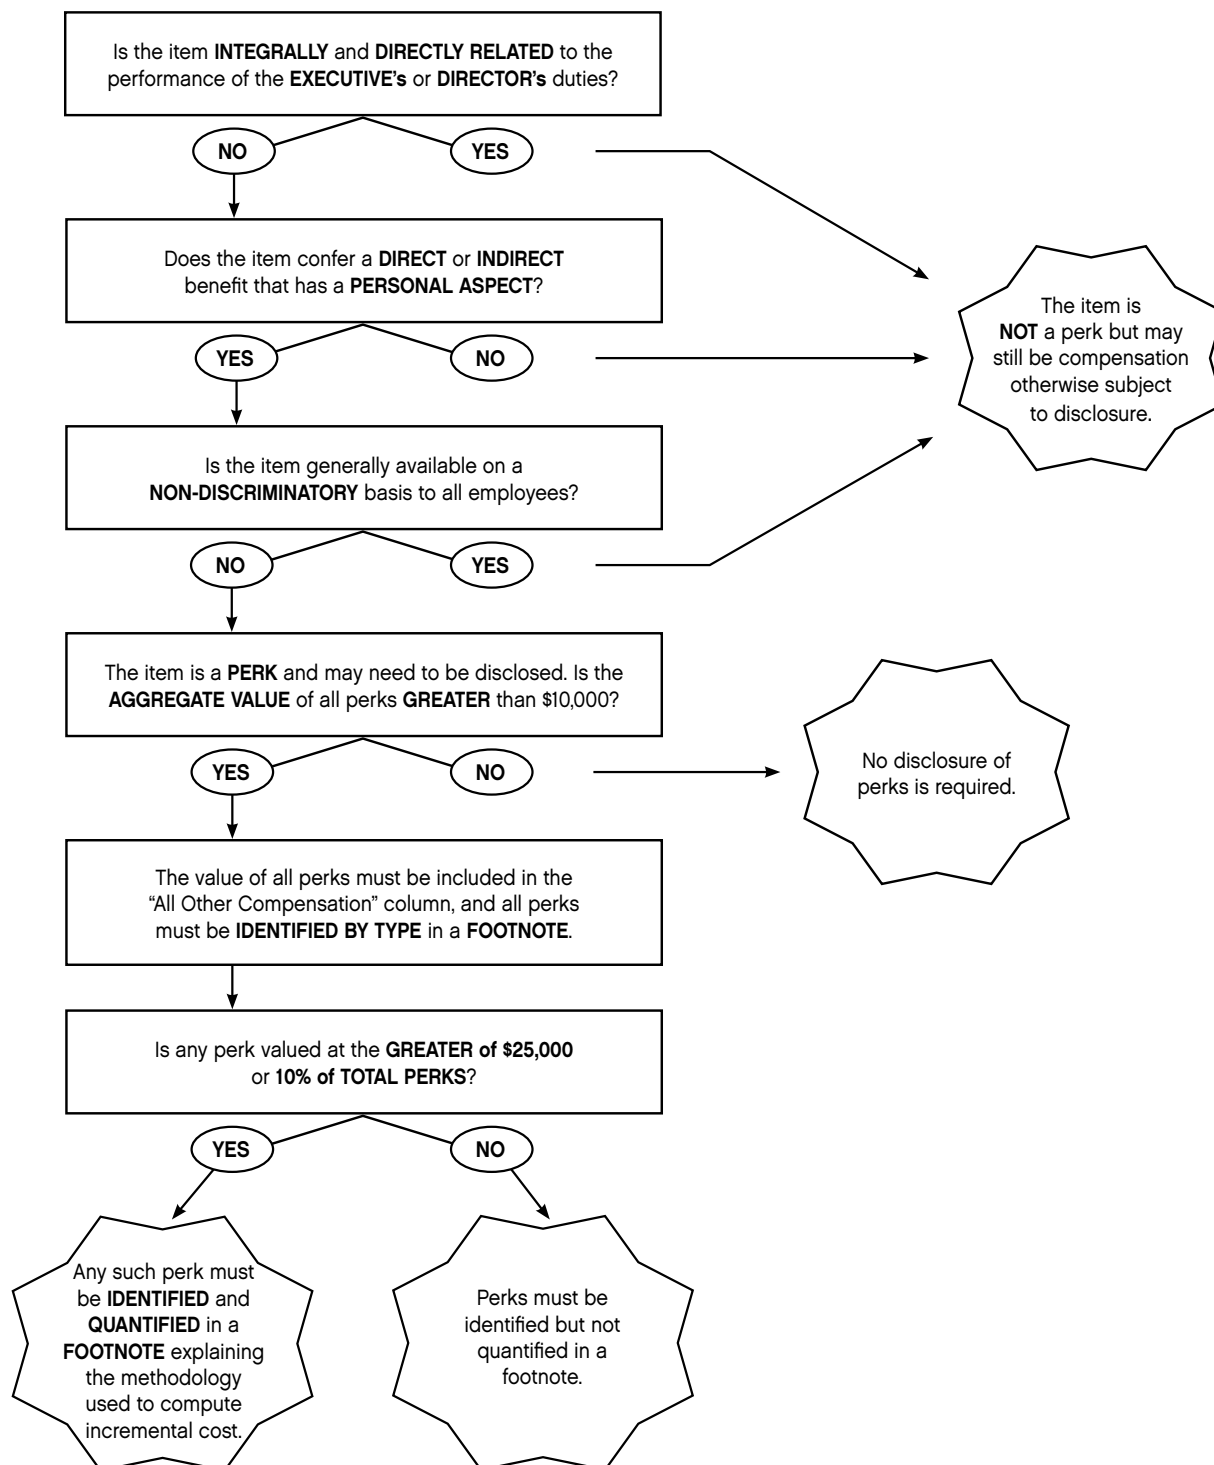 Is the item INTEGRALLY and DIRECTLY RELATED to the
performance of the EXECUTIVE's or DIRECTOR's duties?
NO
YES
Does the item confer a DIRECT or INDIRECT
benefit that has a PERSONAL ASPECT?
The item is
NOT a perk but may
still be compensation
otherwise subject
to disclosure.
YES
NO
Is the item generally available on a
NON-DISCRIMINATORY basis to all employees?
NO
YES
The item is a PERK and may need to be disclosed. Is the
AGGREGATE VALUE of all perks GREATER than $10,000?
YES
NO
No disclosure of
perks is required.
The value of all perks must be included in the
“All Other Compensation” column, and all perks
must be IDENTIFIED BY TYPE in a FOOTNOTE.
Is any perk valued at the GREATER of $25,000
or 10% of TOTAL PERKS?
YES
NO
Any such perk must
be IDENTIFIED and
QUANTIFIED in a
FOOTNOTE explaining
the methodology
used to compute
incremental cost.
Perks must be
identified but not
quantified in a
footnote.